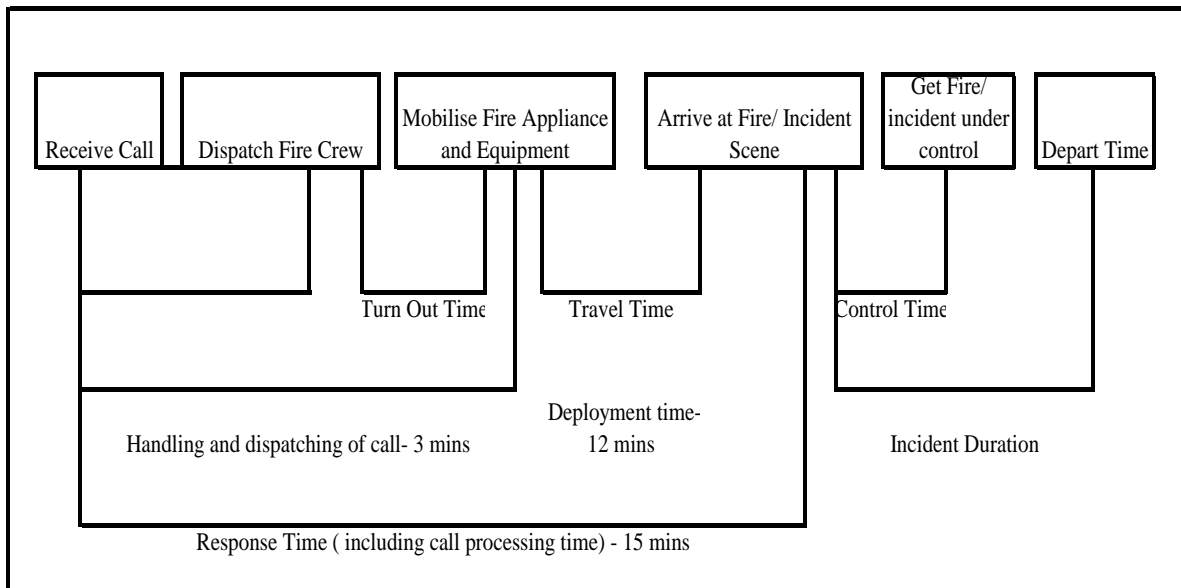 Receive Call
Dispatch Fire Crew
Mobilise Fire Appliance
and Equipment
Arrive at Fire/ Incident
Scene
Get Fire/
incident under
control
Depart Time
Turn Out Time
Travel Time
Control Time
Handling and dispatching of call- 3 mins
Deployment time-
12 mins
Incident Duration
Response Time ( including call processing time) - 15 mins